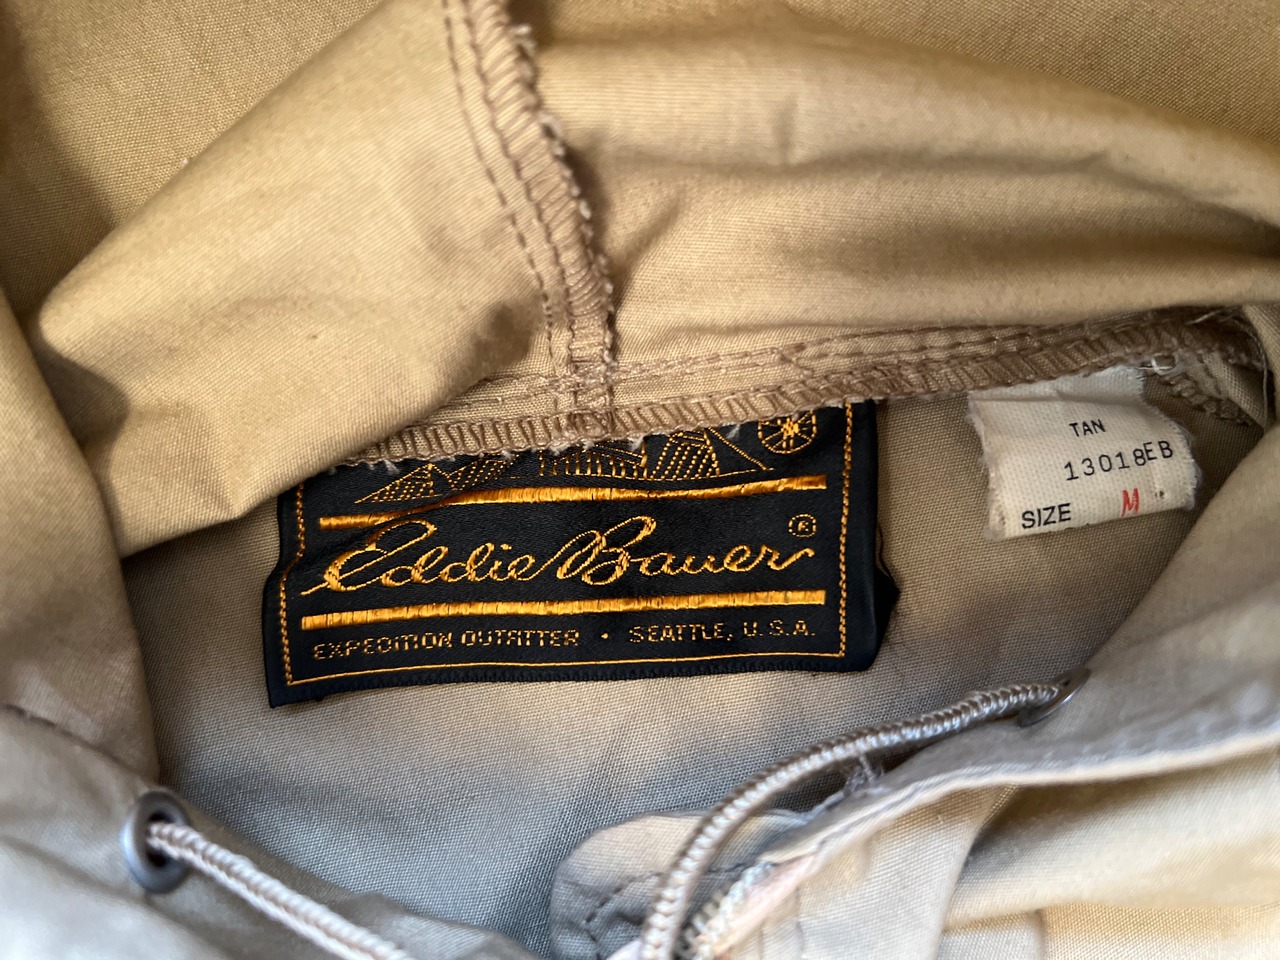 Eddie Bauer ®
EXPEDITION OUTFITTER • SEATTLE, U.S.A.
TAN
13018EB
SIZE M